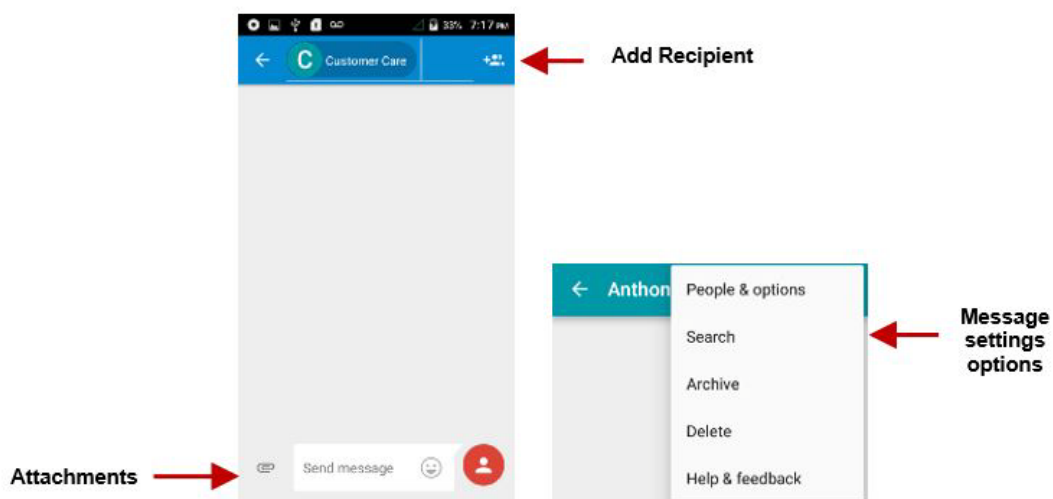 33% 7:17 PM
C Customer Care
Add Recipient
Anthon
People & options
Search
Archive
Delete
Help & feedback
Message
settings
options
Attachments
Send message